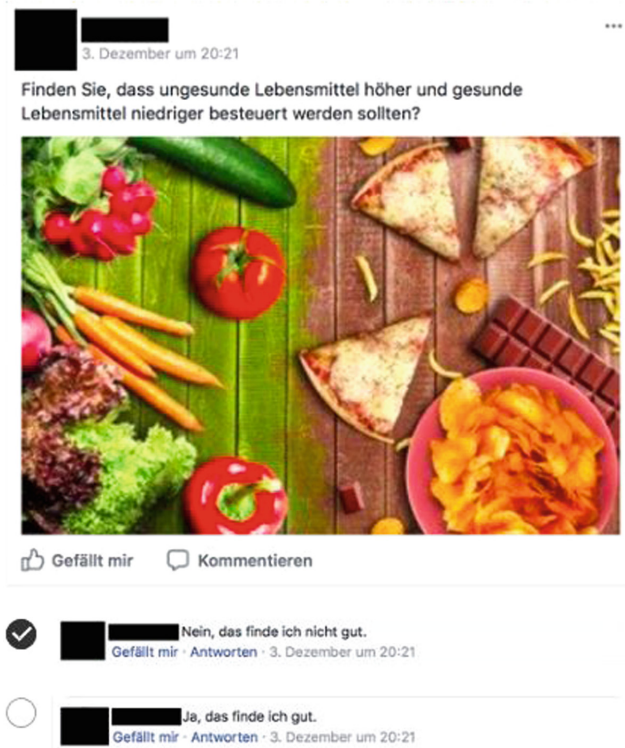 3. Dezember um 20:21
Finden Sie, dass ungesunde Lebensmittel höher und gesunde
Lebensmittel niedriger besteuert werden sollten?
Gefällt mir Kommentieren
Nein, das finde ich nicht gut.
Gefällt mir · Antworten · 3. Dezember um 20:21
Ja, das finde ich gut.
Gefällt mir · Antworten · 3. Dezember um 20:21